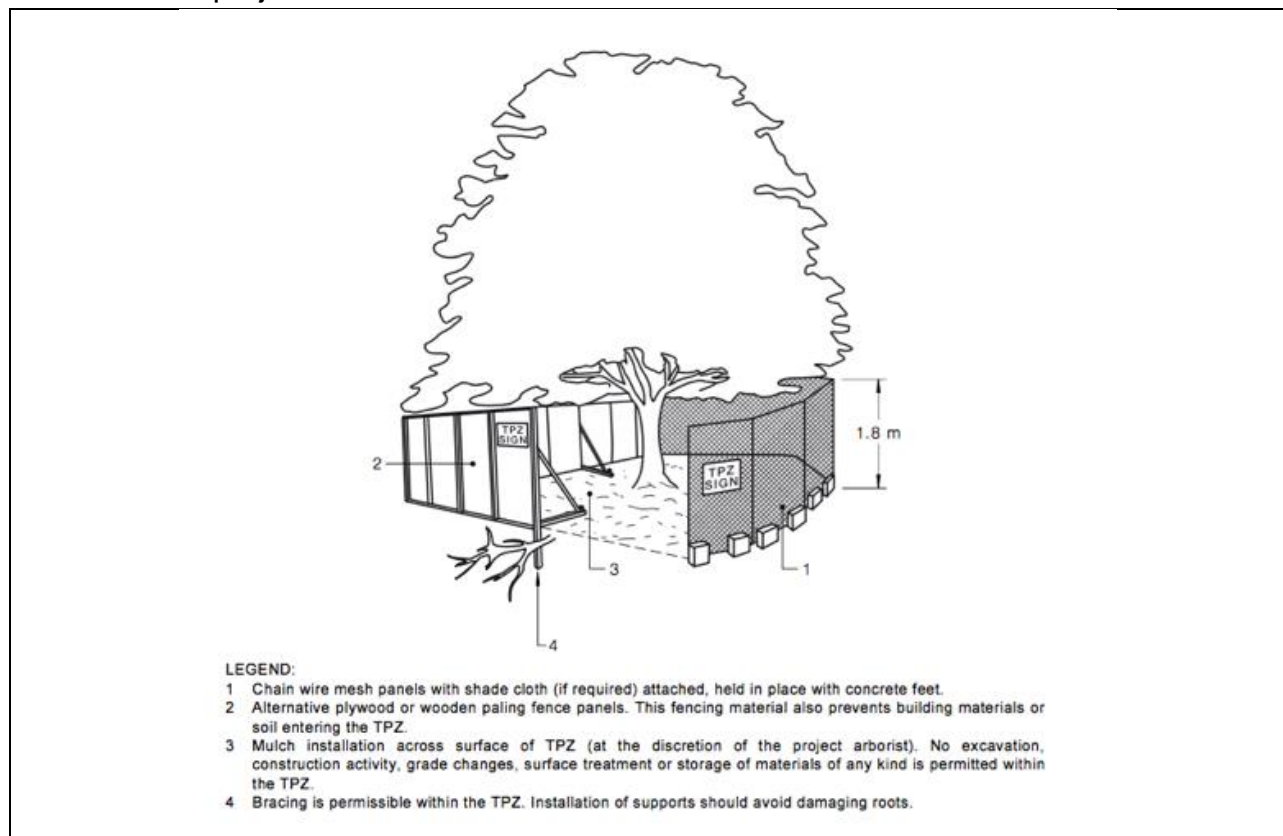 TPZ
SIGN
1.8 m
2
TPZ
SIGN
3
1
4
LEGEND:
1 Chain wire mesh panels with shade cloth (if required) attached, held in place with concrete feet.
2 Alternative plywood or wooden paling fence panels. This fencing material also prevents building materials or
soil entering the TPZ.
3 Mulch installation across surface of TPZ (at the discretion of the project arborist). No excavation,
construction activity, grade changes, surface treatment or storage of materials of any kind is permitted within
the TPZ.
4 Bracing is permissible within the TPZ. Installation of supports should avoid damaging roots.